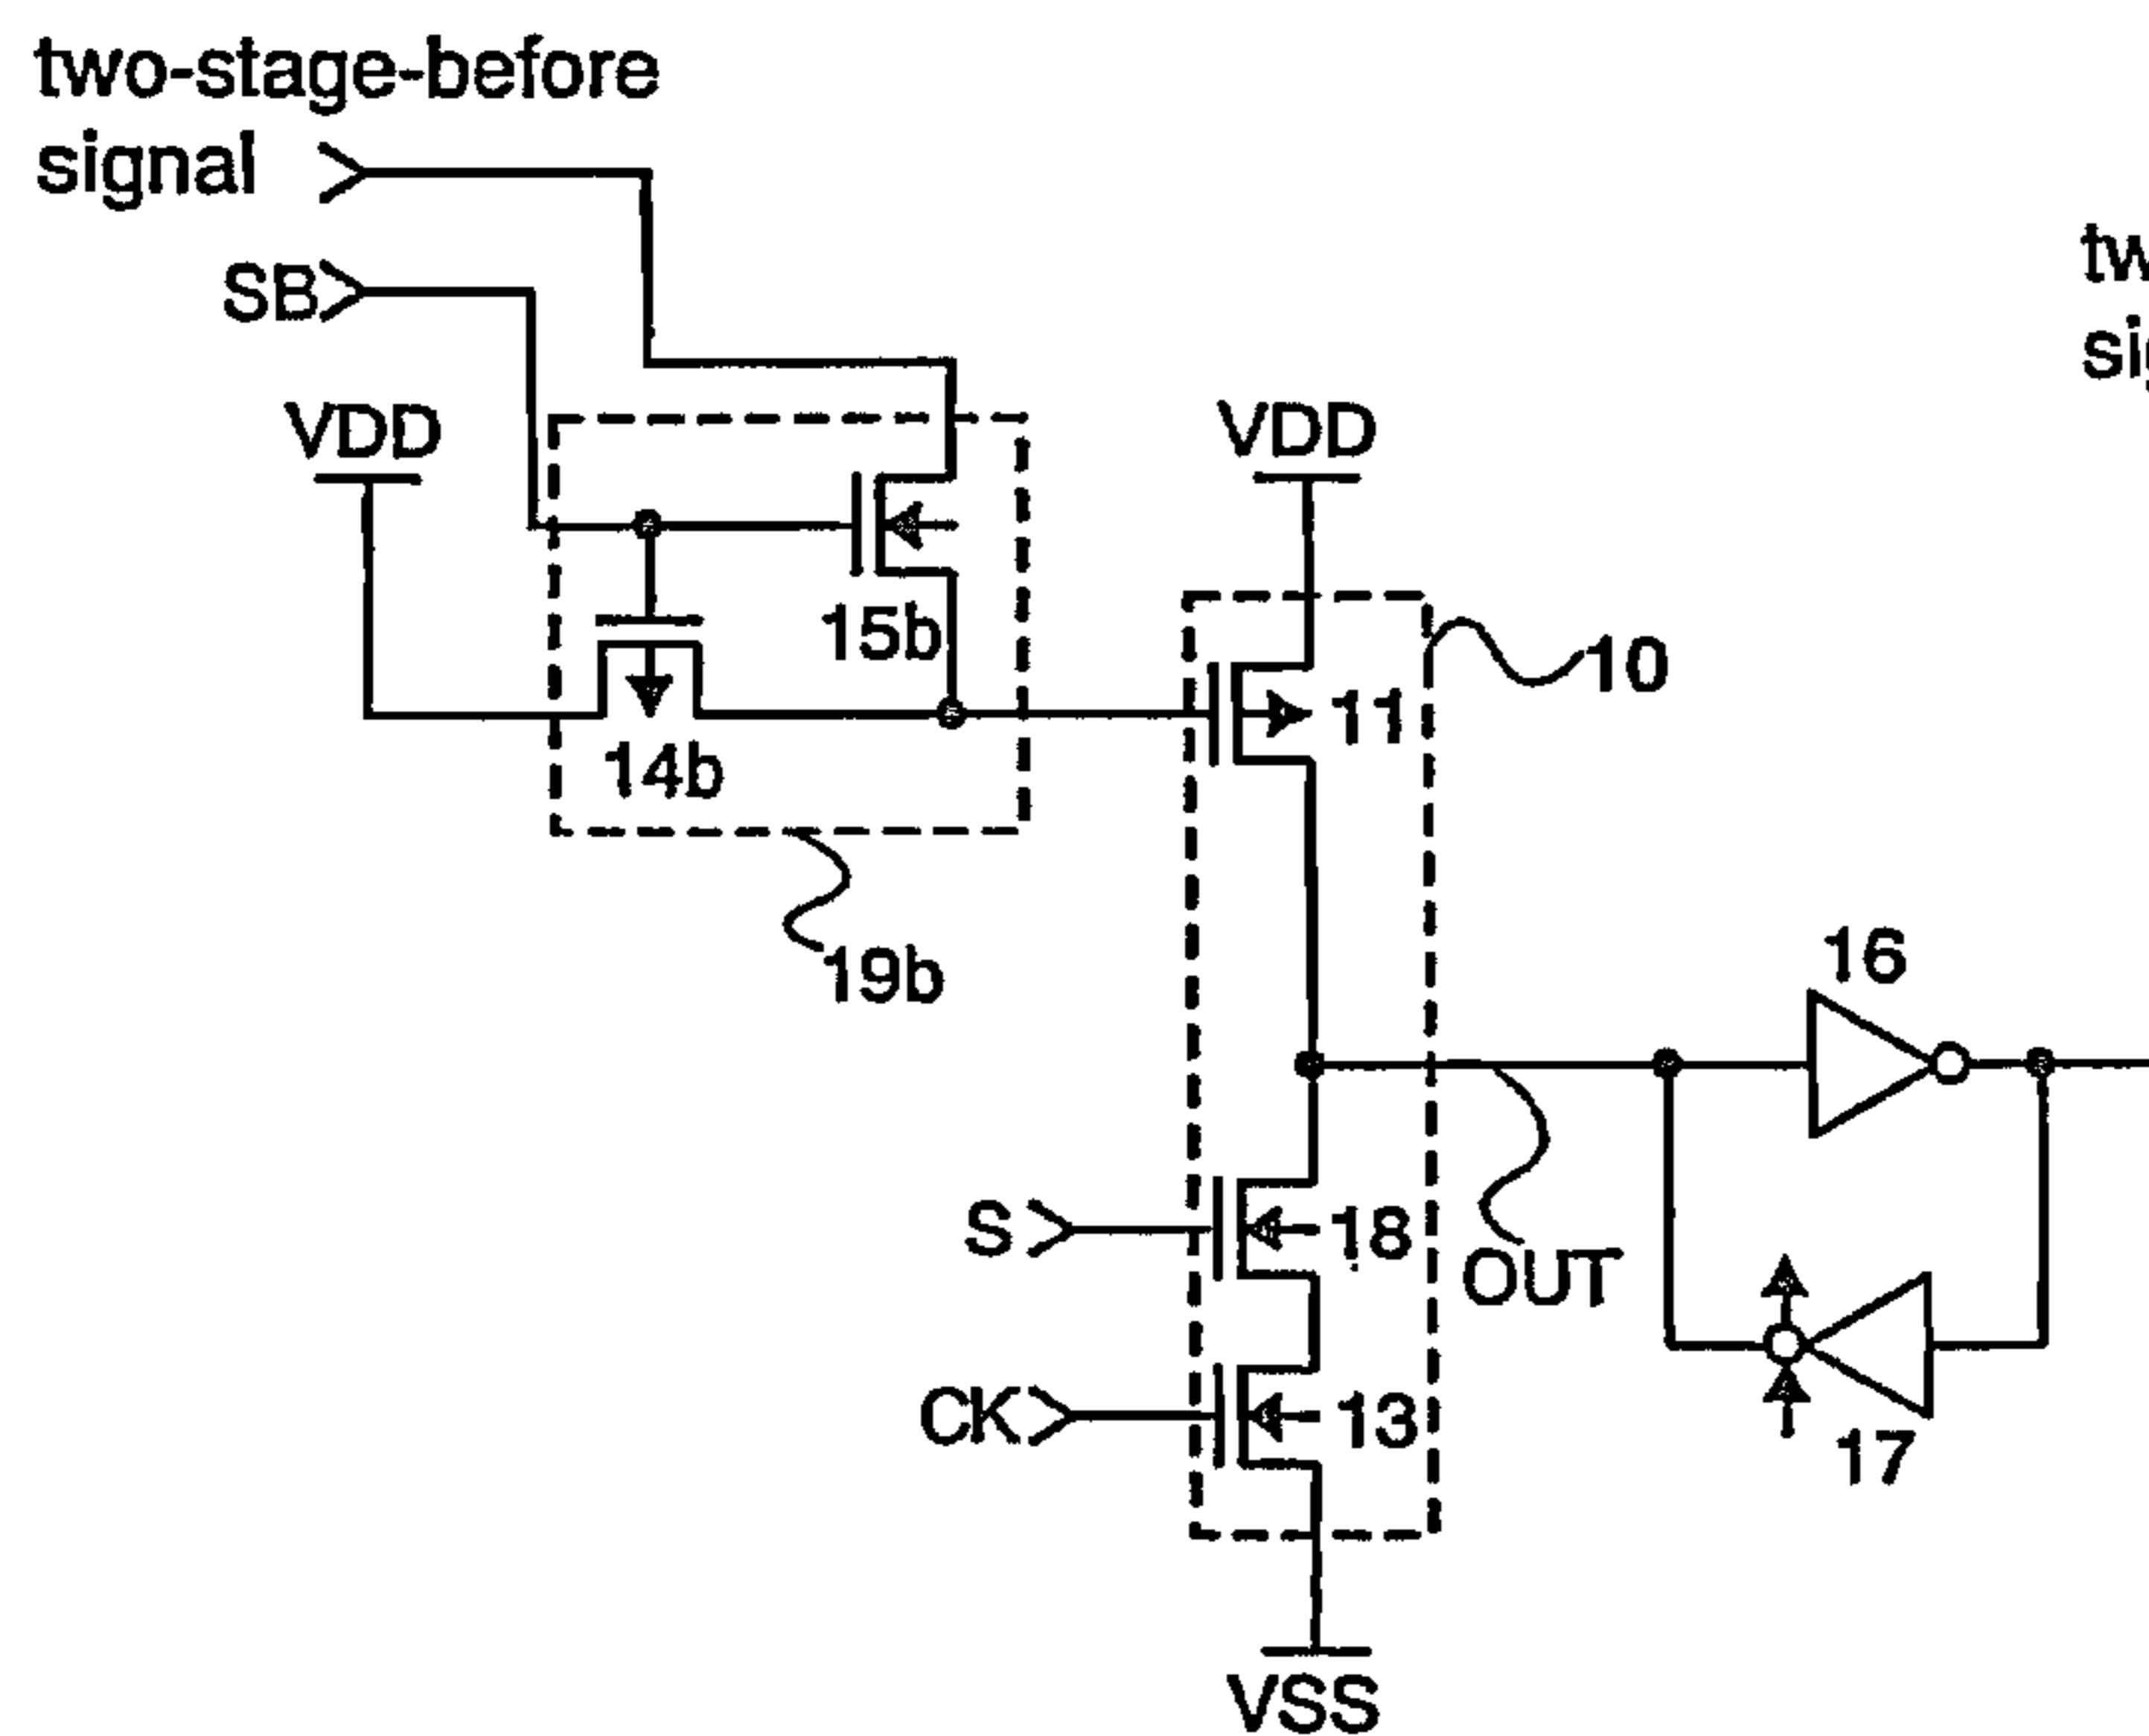 two-stage-before
signal
SB
tw
VDD
VDD
15b
10
11
14b
19b
16
S
18
OUT
CK
13
17
VSS